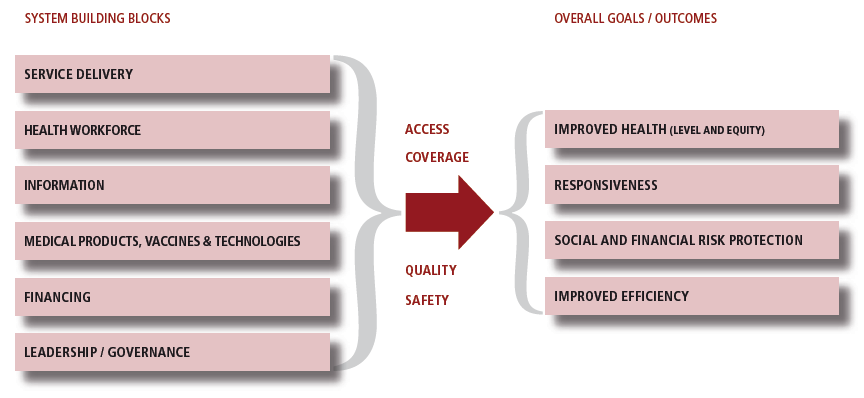 SYSTEM BUILDING BLOCKS
SERVICE DELIVERY
HEALTH WORKFORCE
INFORMATION
MEDICAL PRODUCTS, VACCINES & TECHNOLOGIES
FINANCING
LEADERSHIP / GOVERNANCE
ACCESS
COVERAGE
QUALITY
SAFETY
OVERALL GOALS / OUTCOMES
IMPROVED HEALTH (LEVEL AND EQUITY)
RESPONSIVENESS
SOCIAL AND FINANCIAL RISK PROTECTION
IMPROVED EFFICIENCY